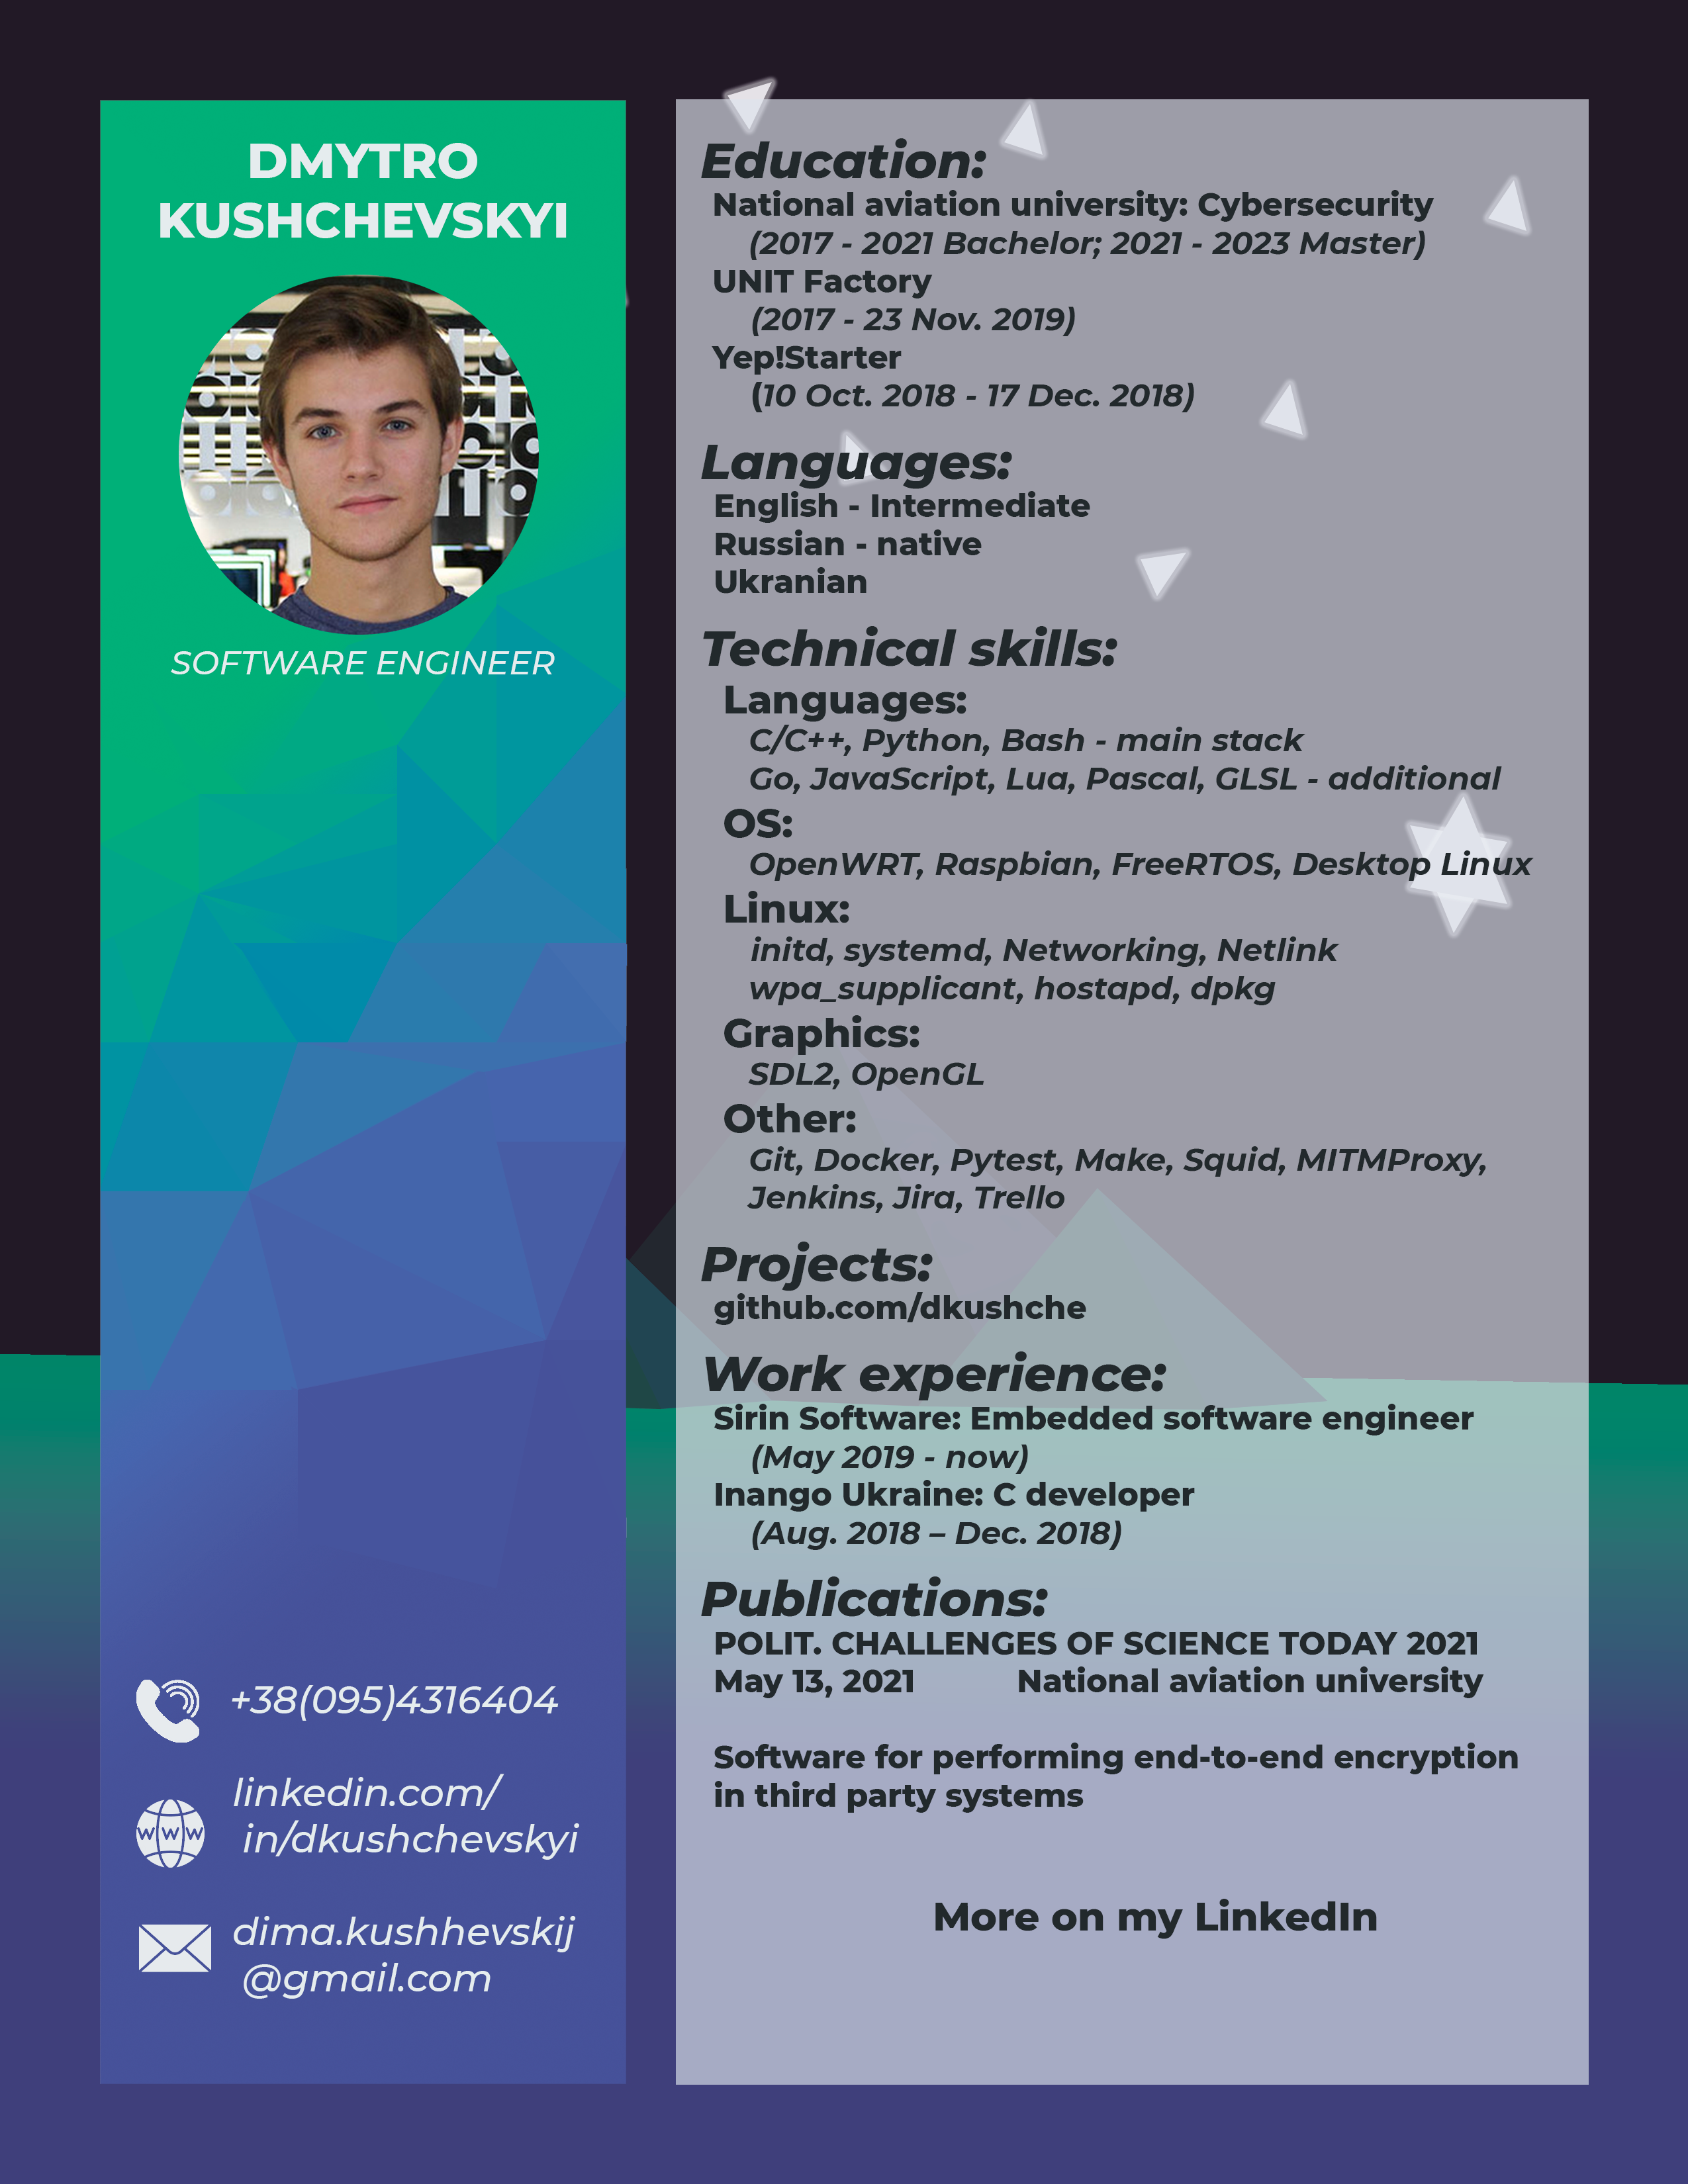 DMYTRO
KUSHCHEVSKYI
SOFTWARE ENGINEER
+38(095)4316404
www
linkedin.com/
in/dkushchevskyi
dima.kushhevskij
@gmail.com
Education:
National aviation university: Cybersecurity
(2017 - 2021 Bachelor; 2021 - 2023 Master)
UNIT Factory
(2017 - 23 Nov. 2019)
Yep!Starter
(10 Oct. 2018 - 17 Dec. 2018)
Languages:
English - Intermediate
Russian - native
Ukranian
Technical skills:
Languages:
C/C++, Python, Bash - main stack
Go, JavaScript, Lua, Pascal, GLSL - additional
OS:
OpenWRT, Raspbian, FreeRTOS, Desktop Linux
Linux:
initd, systemd, Networking, Netlink
wpa_supplicant, hostapd, dpkg
Graphics:
SDL2, OpenGL
Other:
Git, Docker, Pytest, Make, Squid, MITMProxy,
Jenkins, Jira, Trello
Projects:
github.com/dkushche
Work experience:
Sirin Software: Embedded software engineer
(May 2019 - now)
Inango Ukraine: C developer
(Aug. 2018 – Dec. 2018)
Publications:
POLIT. CHALLENGES OF SCIENCE TODAY 2021
May 13, 2021 National aviation university
Software for performing end-to-end encryption
in third party systems
More on my LinkedIn